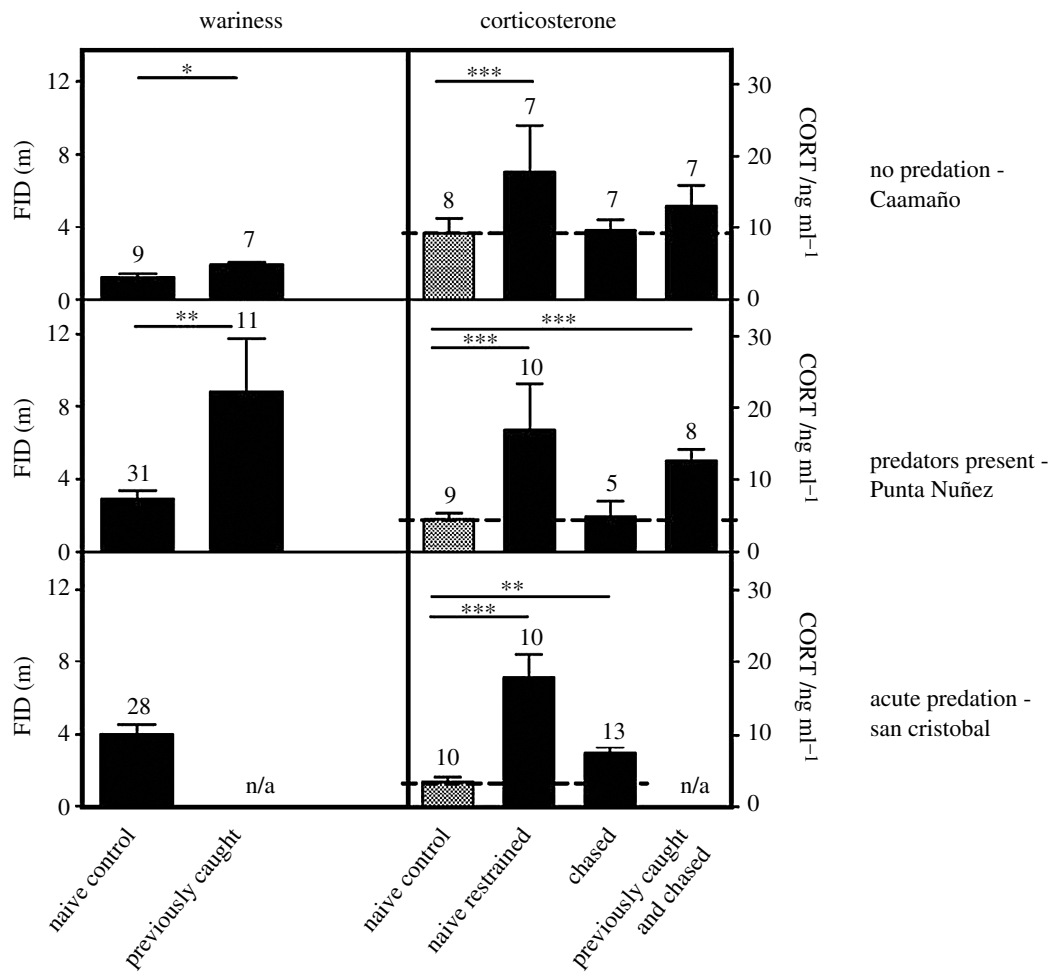 wariness corticosterone
* ***
12 30
8 20
4 10
0 0
FID (m)
9 7
8 7 7 7
CORT /ng ml–1
no predation -
Caamaño
** *** ***
12 30
8 20
4 10
0 0
FID (m)
31 11
9 10 5 8
CORT /ng ml–1
predators present -
Punta Nuñez
*** **
12 30
8 20
4 10
0 0
FID (m)
28 n/a
10 10 13 n/a
CORT /ng ml–1
acute predation -
san cristobal
naive control
previously caught
naive control
naive restrained
chased
previously caught
and chased